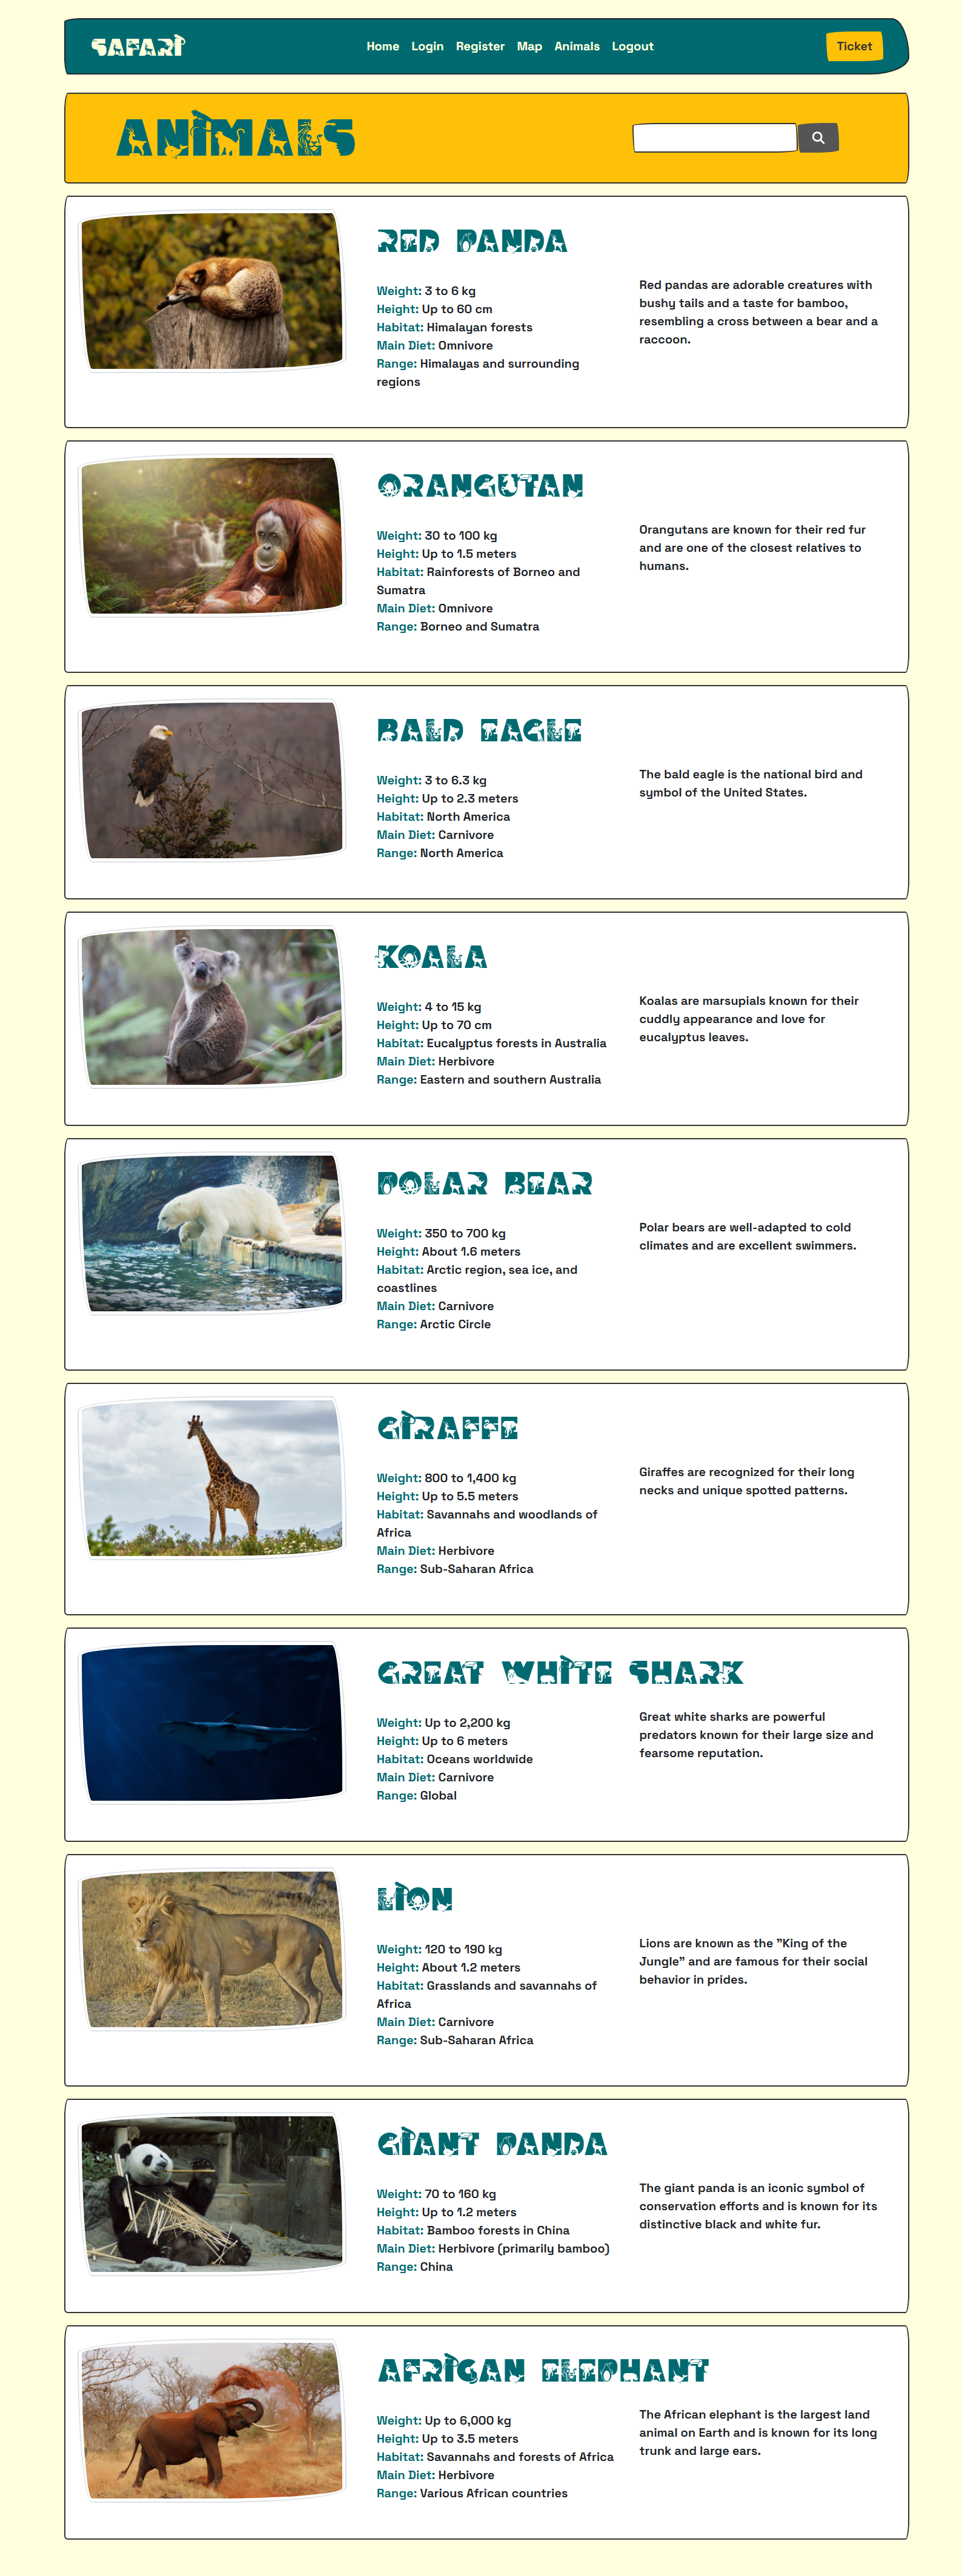 SAFARI
Home Login Register Map Animals Logout
Ticket
ANIMALS
RED PANDA
Weight: 3 to 6 kg
Height: Up to 60 cm
Habitat: Himalayan forests
Main Diet: Omnivore
Range: Himalayas and surrounding
regions
Red pandas are adorable creatures with
bushy tails and a taste for bamboo,
resembling a cross between a bear and a
raccoon.
ORANGUTAN
Weight: 30 to 100 kg
Height: Up to 1.5 meters
Habitat: Rainforests of Borneo and
Sumatra
Main Diet: Omnivore
Range: Borneo and Sumatra
Orangutans are known for their red fur
and are one of the closest relatives to
humans.
BALD EAGLE
Weight: 3 to 6.3 kg
Height: Up to 2.3 meters
Habitat: North America
Main Diet: Carnivore
Range: North America
The bald eagle is the national bird and
symbol of the United States.
KOALA
Weight: 4 to 15 kg
Height: Up to 70 cm
Habitat: Eucalyptus forests in Australia
Main Diet: Herbivore
Range: Eastern and southern Australia
Koalas are marsupials known for their
cuddly appearance and love for
eucalyptus leaves.
POLAR BEAR
Weight: 350 to 700 kg
Height: About 1.6 meters
Habitat: Arctic region, sea ice, and
coastlines
Main Diet: Carnivore
Range: Arctic Circle
Polar bears are well-adapted to cold
climates and are excellent swimmers.
GIRAFFE
Weight: 800 to 1,400 kg
Height: Up to 5.5 meters
Habitat: Savannahs and woodlands of
Africa
Main Diet: Herbivore
Range: Sub-Saharan Africa
Giraffes are recognized for their long
necks and unique spotted patterns.
GREAT WHITE SHARK
Weight: Up to 2,200 kg
Height: Up to 6 meters
Habitat: Oceans worldwide
Main Diet: Carnivore
Range: Global
Great white sharks are powerful
predators known for their large size and
fearsome reputation.
LION
Weight: 120 to 190 kg
Height: About 1.2 meters
Habitat: Grasslands and savannahs of
Africa
Main Diet: Carnivore
Range: Sub-Saharan Africa
Lions are known as the "King of the
Jungle" and are famous for their social
behavior in prides.
GIANT PANDA
Weight: 70 to 160 kg
Height: Up to 1.2 meters
Habitat: Bamboo forests in China
Main Diet: Herbivore (primarily bamboo)
Range: China
The giant panda is an iconic symbol of
conservation efforts and is known for its
distinctive black and white fur.
AFRICAN ELEPHANT
Weight: Up to 6,000 kg
Height: Up to 3.5 meters
Habitat: Savannahs and forests of Africa
Main Diet: Herbivore
Range: Various African countries
The African elephant is the largest land
animal on Earth and is known for its long
trunk and large ears.